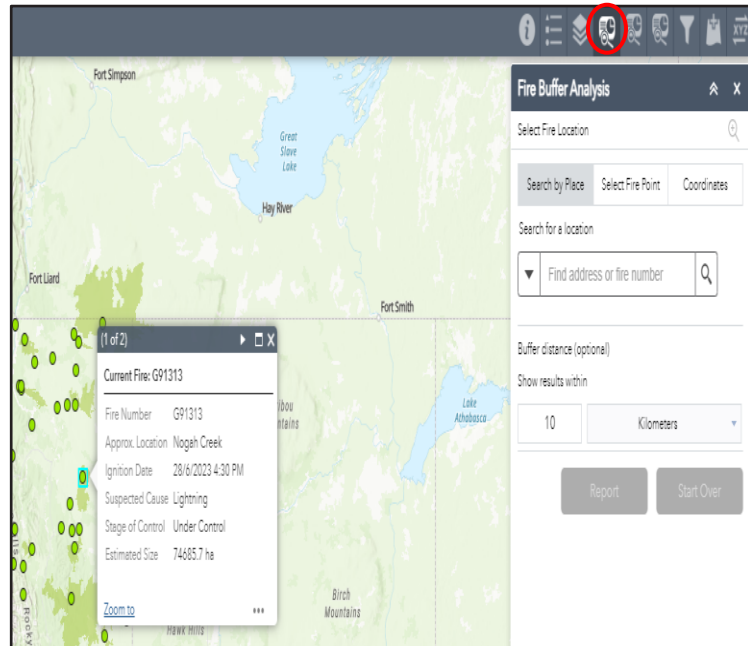 i
XYZ
Fort Simpson
Great
Slave
Lake
Hay River
Fort Liard
Fort Smith
Lake
Athabasca
Birch
Mountains
Hawk Hills
Rocky
Fire Buffer Analysis
X
Select Fire Location
Search by Place Select Fire Point Coordinates
Search for a location
Find address or fire number
Buffer distance (optional)
Show results within
10 Kilometers
Report Start Over
(1 of 2)
X
Current Fire: G91313
Fire Number G91313
Approx. Location Nogah Creek
Ignition Date 28/6/2023 4:30 PM
Suspected Cause Lightning
Stage of Control Under Control
Estimated Size 74685.7 ha
Zoom to